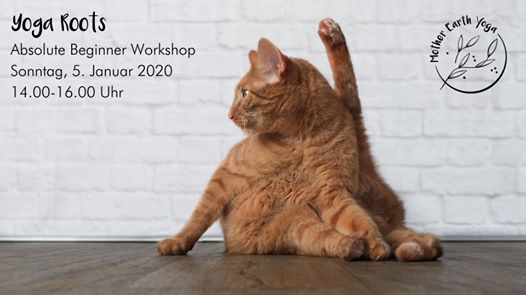 Yoga Roots
Absolute Beginner Workshop
Sonntag, 5. Januar 2020
14.00-16.00 Uhr
Mother Earth Yoga